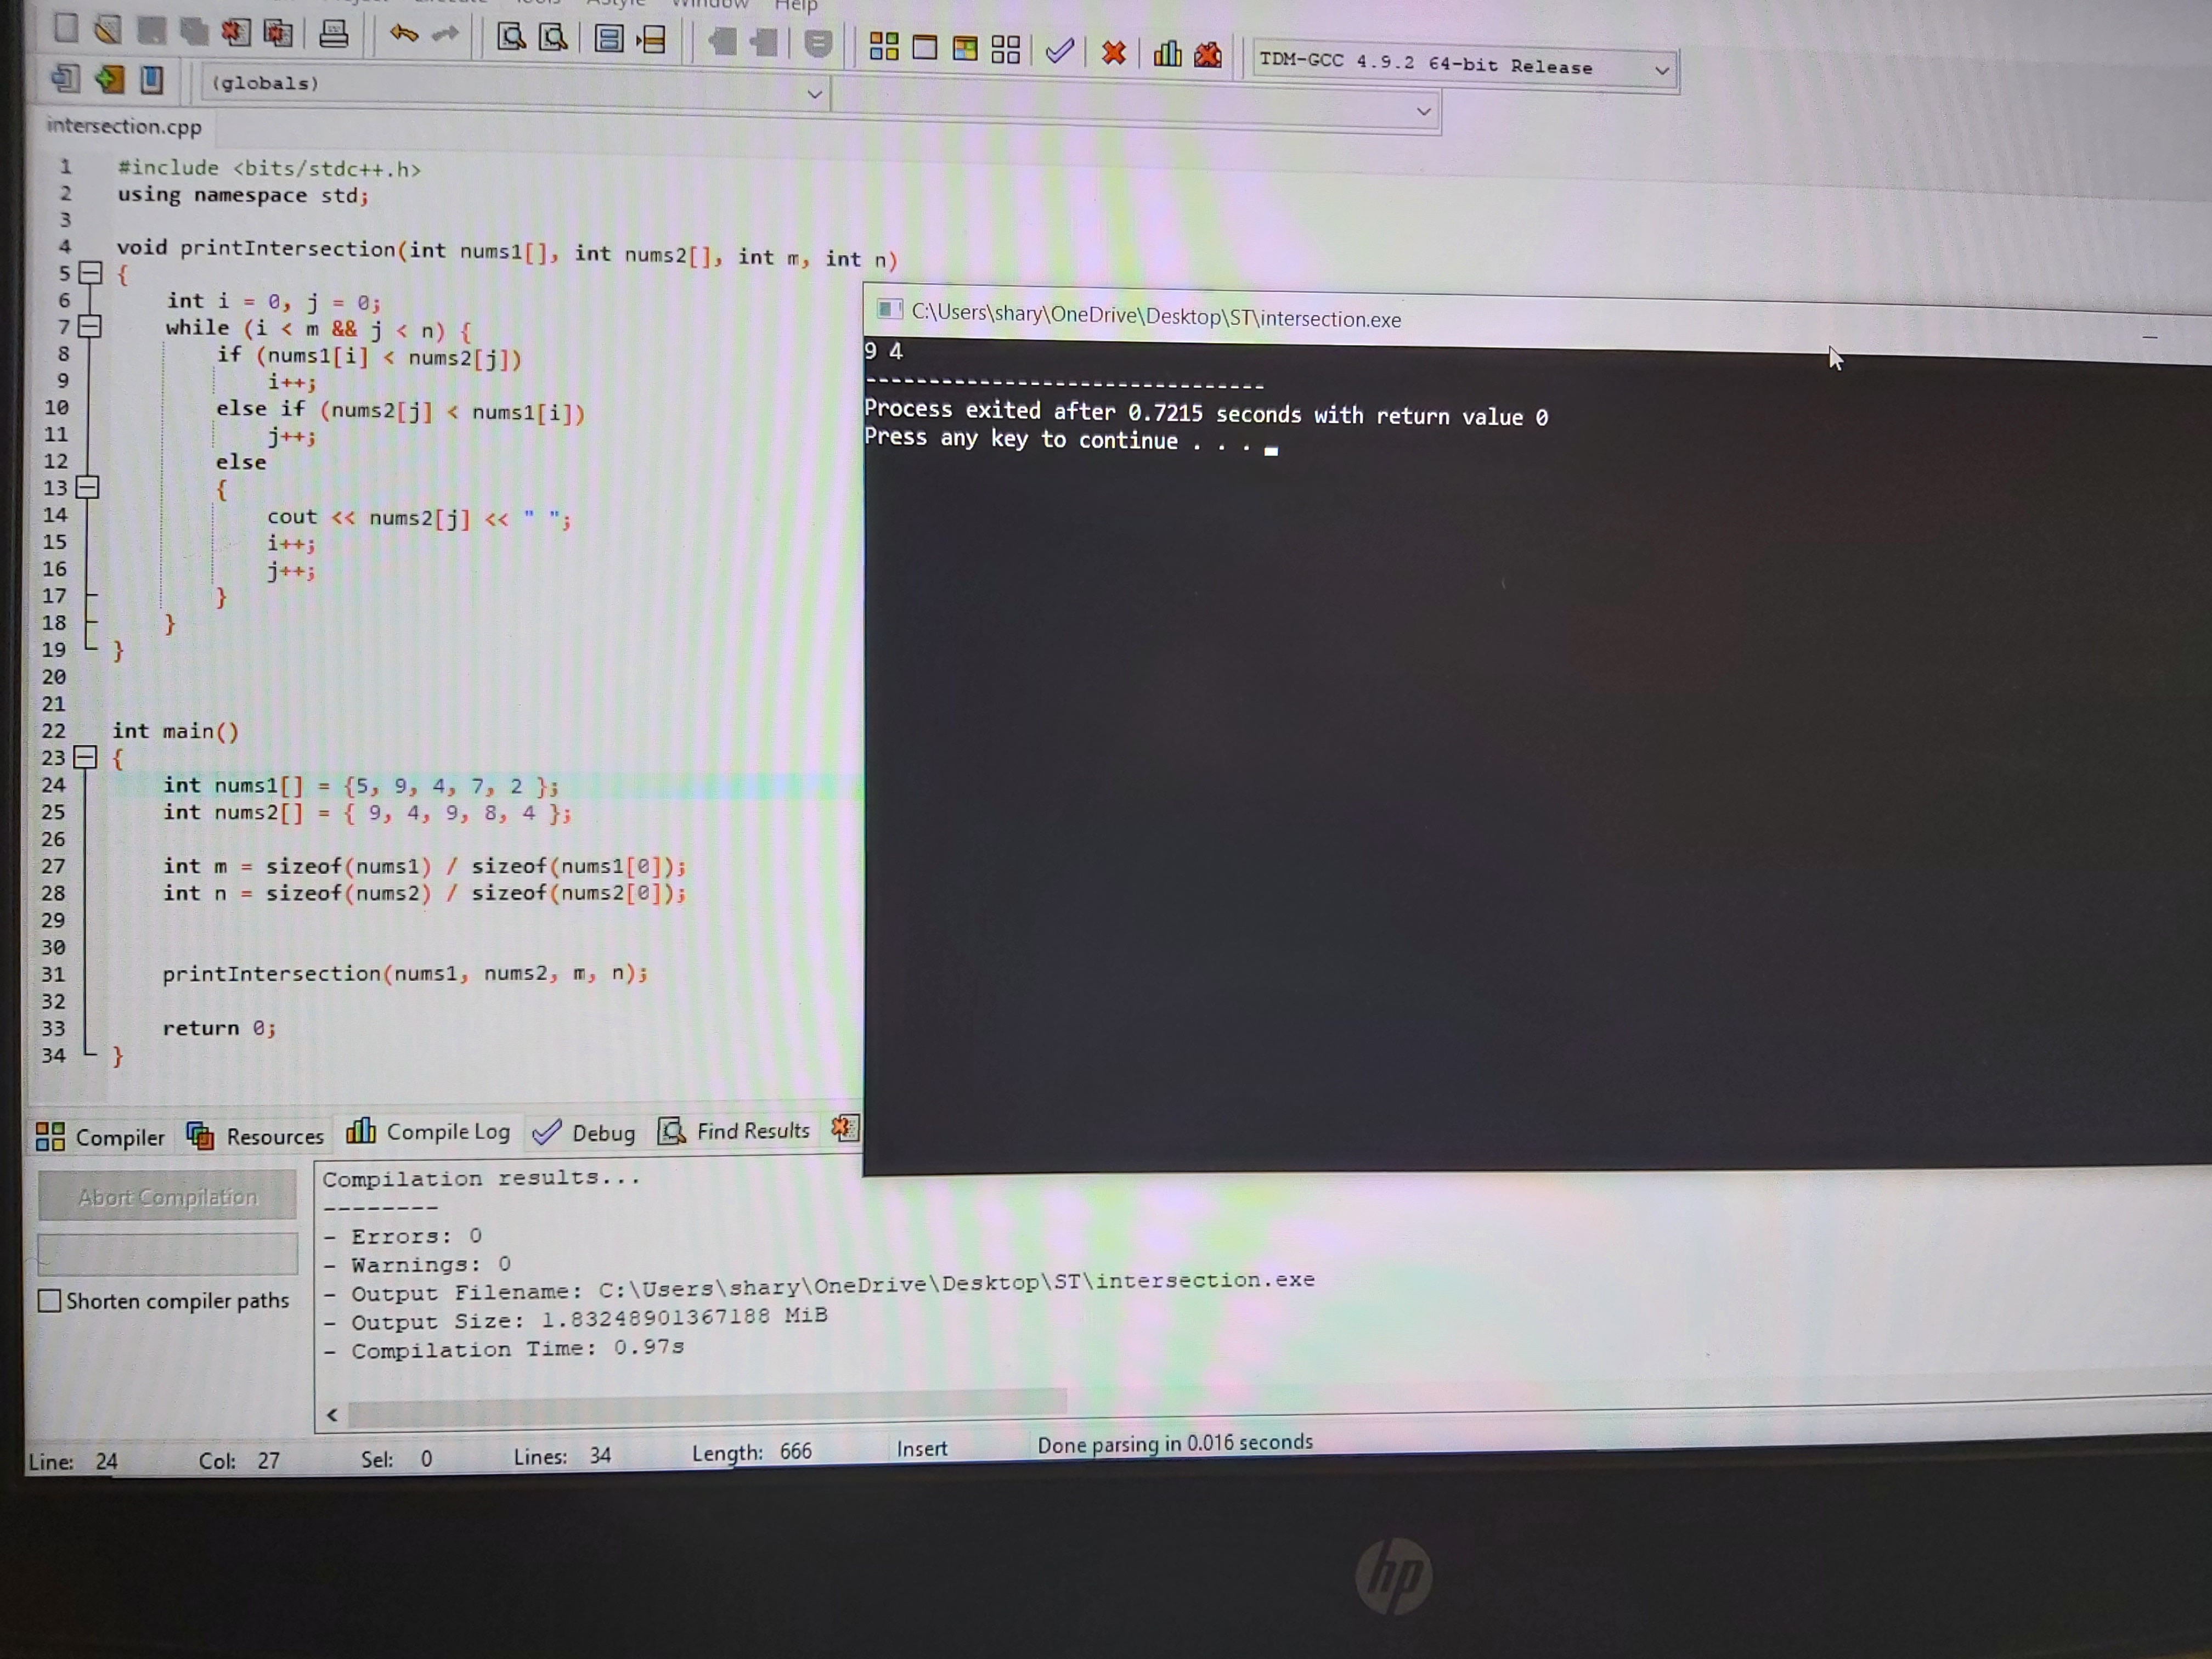 Window Help
TDM-GCC 4.9.2 64-bit Release
(globals)
intersection.cpp
1 #include <bits/stdc++.h>
2 using namespace std;
3
4 void printIntersection(int nums1[], int nums2[], int m, int n)
5 {
6 int i = 0, j = 0;
7 while (i < m && j < n) {
8 if (nums1[i] < nums2[j])
9 i++;
10 else if (nums2[j] < nums1[i])
11 j++;
12 else
13 {
14 cout << nums2[j] << " ";
15 i++;
16 j++;
17 }
18 }
19 }
20
21
22 int main()
23 {
24 int nums1[] = {5, 9, 4, 7, 2 };
25 int nums2[] = { 9, 4, 9, 8, 4 };
26
27 int m = sizeof(nums1) / sizeof(nums1[0]);
28 int n = sizeof(nums2) / sizeof(nums2[0]);
29
30
31 printIntersection(nums1, nums2, m, n);
32
33 return 0;
34 }
C:\Users\shary\OneDrive\Desktop\ST\intersection.exe
9 4
--------------------------------
Process exited after 0.7215 seconds with return value 0
Press any key to continue . . .
Compiler Resources Compile Log Debug Find Results
Abort Compilation
Shorten compiler paths
Compilation results...
--------
- Errors: 0
- Warnings: 0
- Output Filename: C:\Users\shary\OneDrive\Desktop\ST\intersection.exe
- Output Size: 1.83248901367188 MiB
- Compilation Time: 0.97s
Line: 24 Col: 27 Sel: 0 Lines: 34 Length: 666 Insert Done parsing in 0.016 seconds
hp